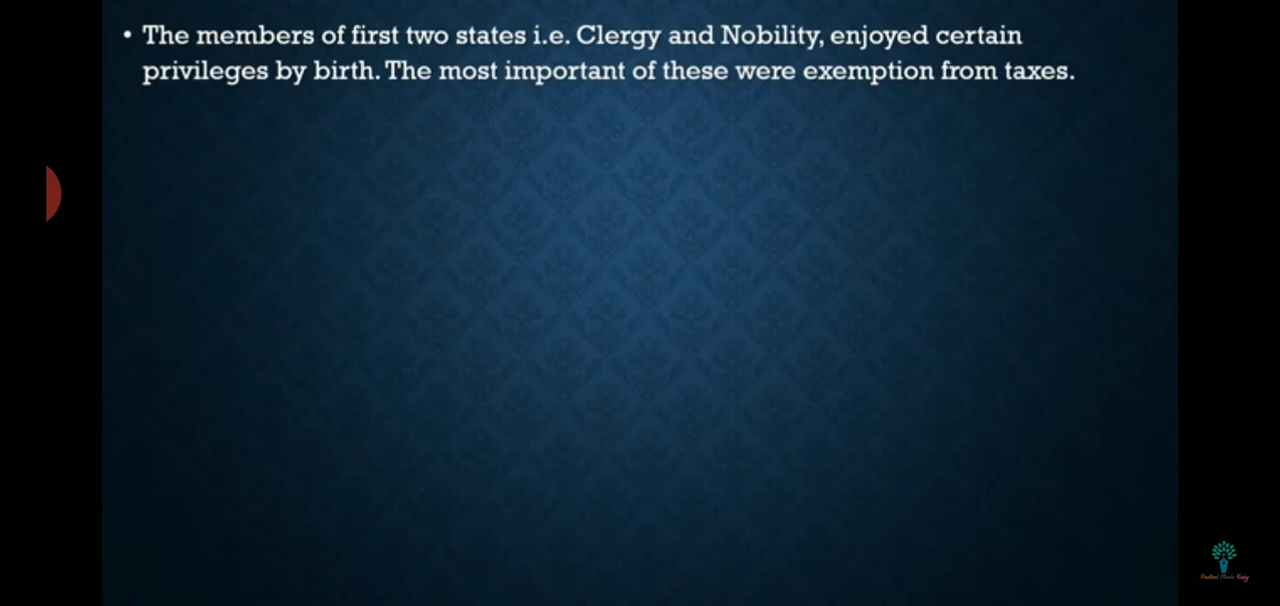 • The members of first two states i.e. Clergy and Nobility, enjoyed certain
privileges by birth. The most important of these were exemption from taxes.